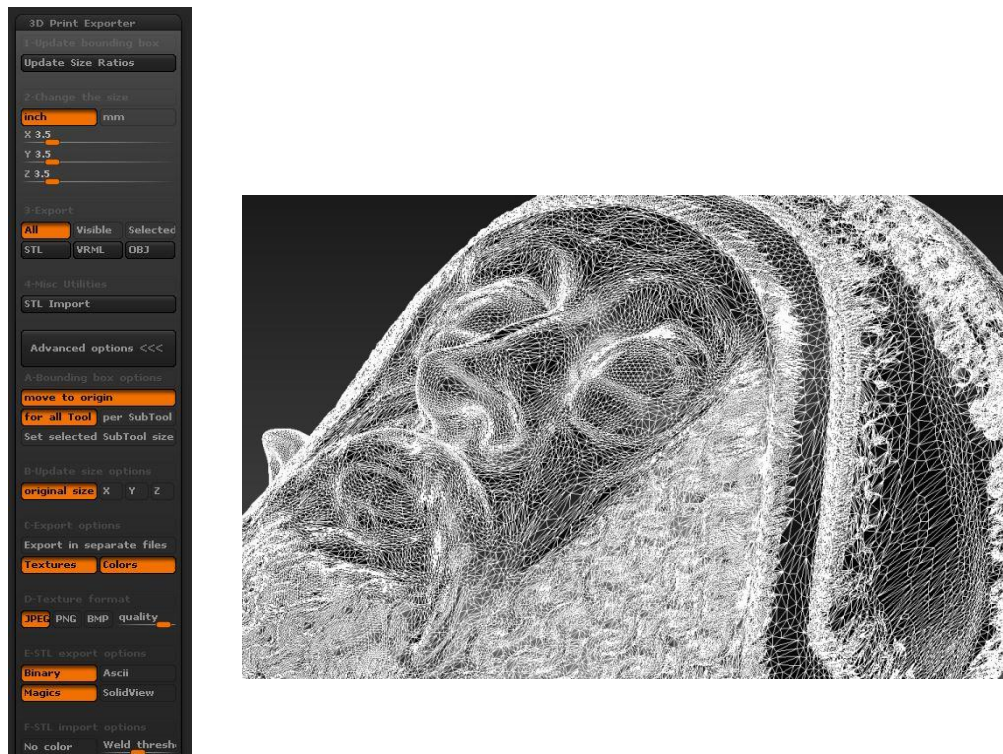 3D Print Exporter
1-Update bounding box
Update Size Ratios
2-Change the size
inch mm
X 3.5
Y 3.5
Z 3.5
3-Export
All Visible Selected
STL VRML OBJ
4-Misc Utilities
STL Import
Advanced options <<<
A-Bounding box options
move to origin
for all Tool per SubTool
Set selected SubTool size
B-Update size options
original size X Y Z
C-Export options
Export in separate files
Textures Colors
D-Texture format
JPEG PNG BMP quality
E-STL export options
Binary Ascii
Magics SolidView
F-STL import options
No color Weld thresh